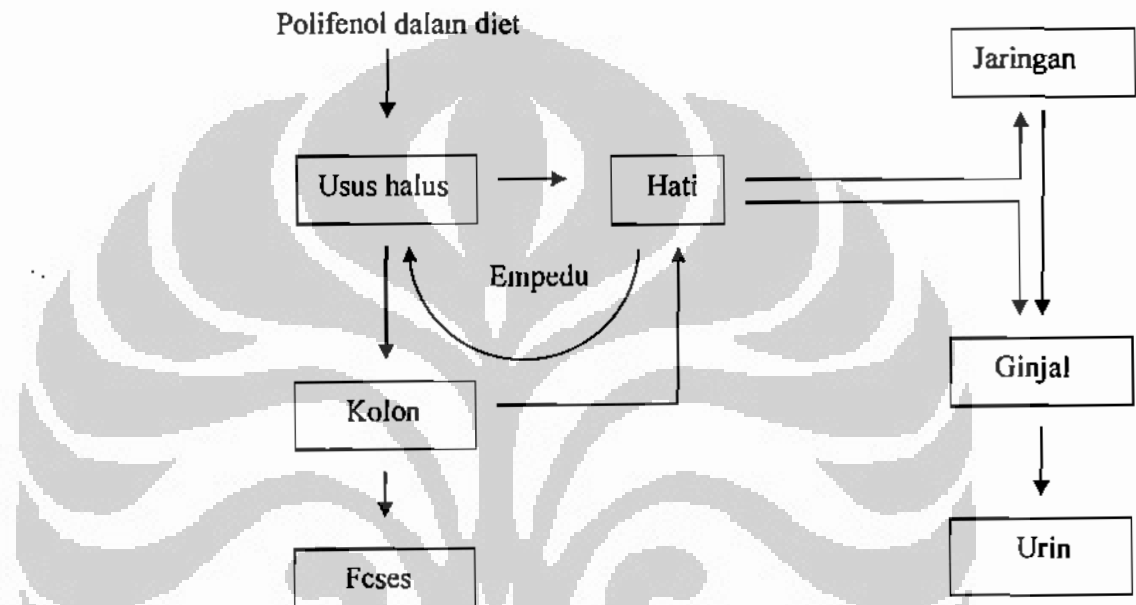 Polifenol dalam diet
Jaringan
Usus halus
Hati
Empedu
Kolon
Ginjal
Feses
Urin